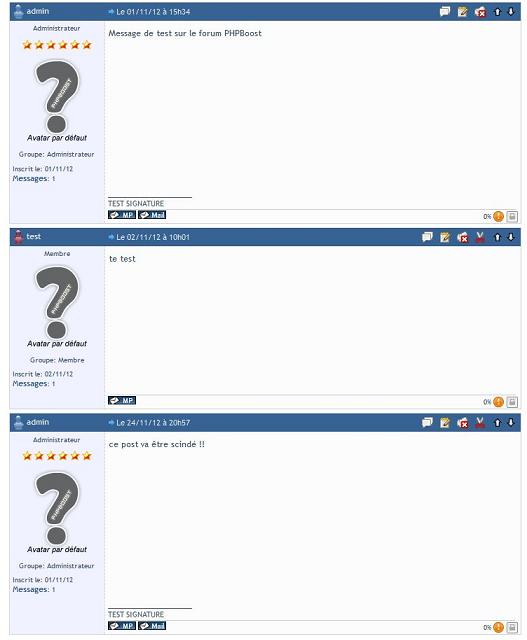 admin
Le 01/11/12 à 15h34
Administrateur
Message de test sur le forum PHPBoost
PHPBOOST
Avatar par défaut
Groupe: Administrateur
Inscrit le: 01/11/12
Messages: 1
TEST SIGNATURE
MP Mail
0%
test
Le 02/11/12 à 10h01
Membre
te test
PHPBOOST
Avatar par défaut
Groupe: Membre
Inscrit le: 02/11/12
Messages: 1
MP
0%
admin
Le 24/11/12 à 20h57
Administrateur
ce post va être scindé !!
PHPBOOST
Avatar par défaut
Groupe: Administrateur
Inscrit le: 01/11/12
Messages: 1
TEST SIGNATURE
MP Mail
0%